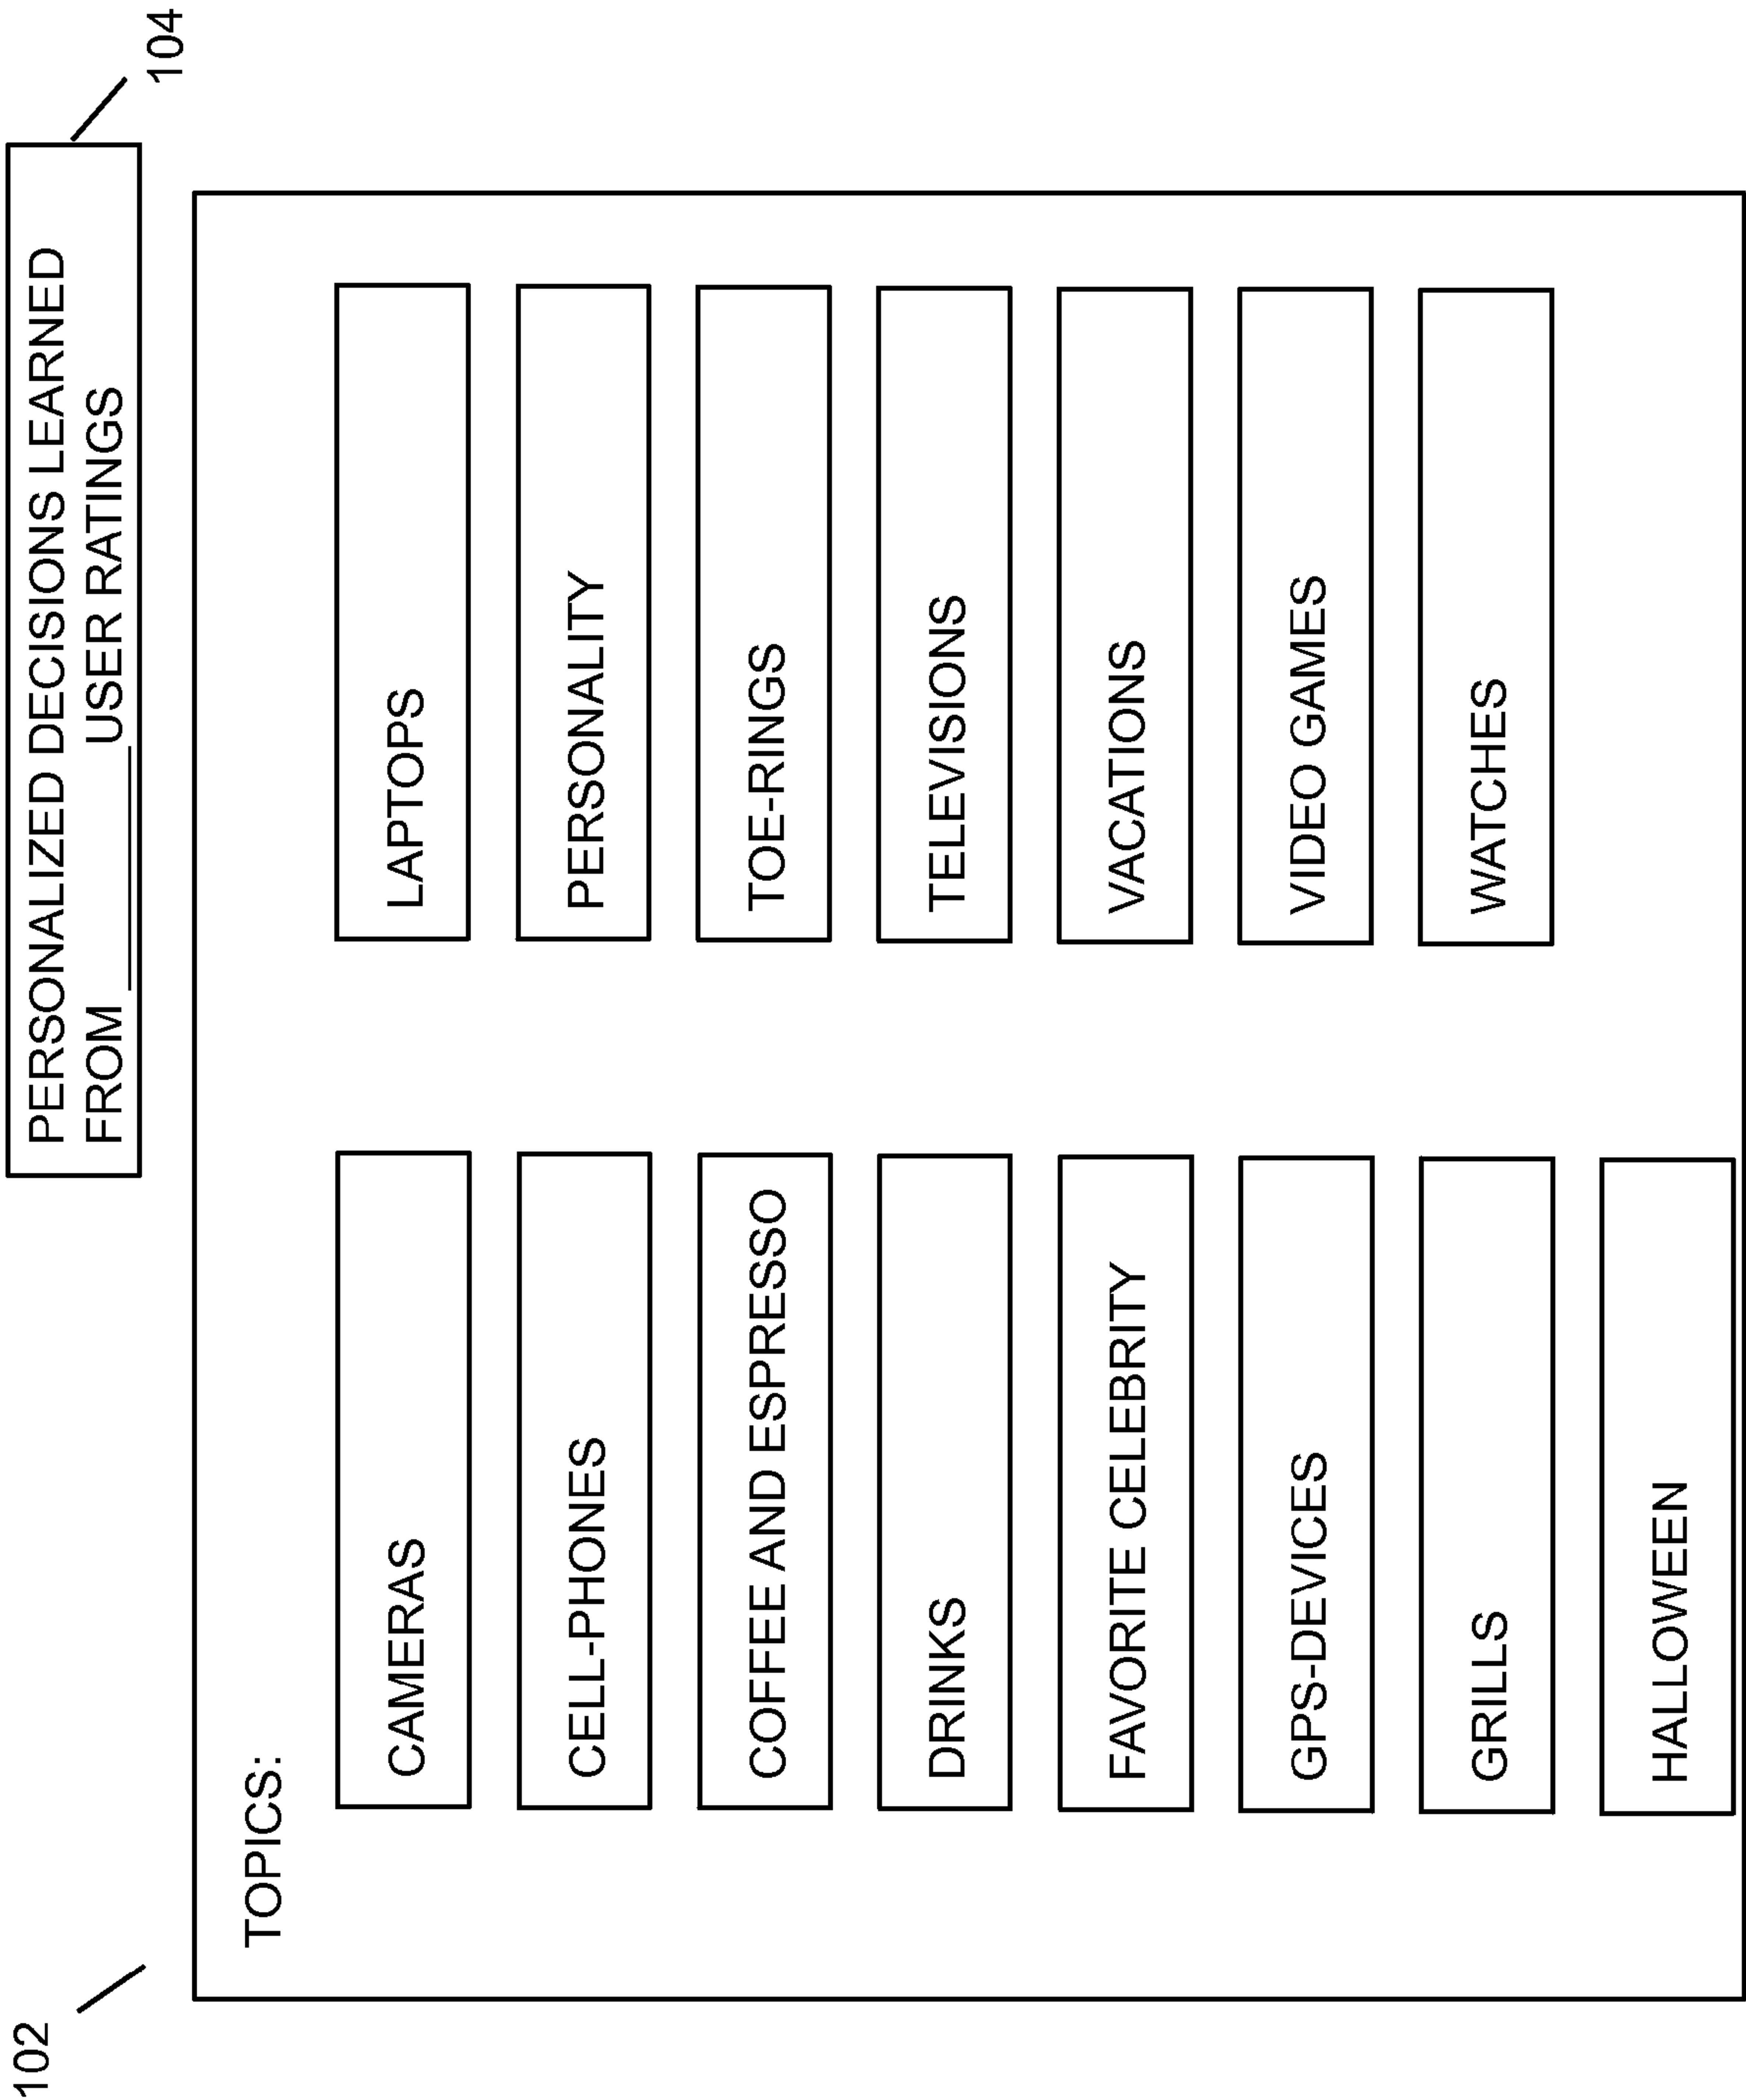 102
PERSONALIZED DECISIONS LEARNED
FROM __________ USER RATINGS
104
TOPICS:
CAMERAS
CELL-PHONES
COFFEE AND ESPRESSO
DRINKS
FAVORITE CELEBRITY
GPS-DEVICES
GRILLS
HALLOWEEN
LAPTOPS
PERSONALITY
TOE-RINGS
TELEVISIONS
VACATIONS
VIDEO GAMES
WATCHES